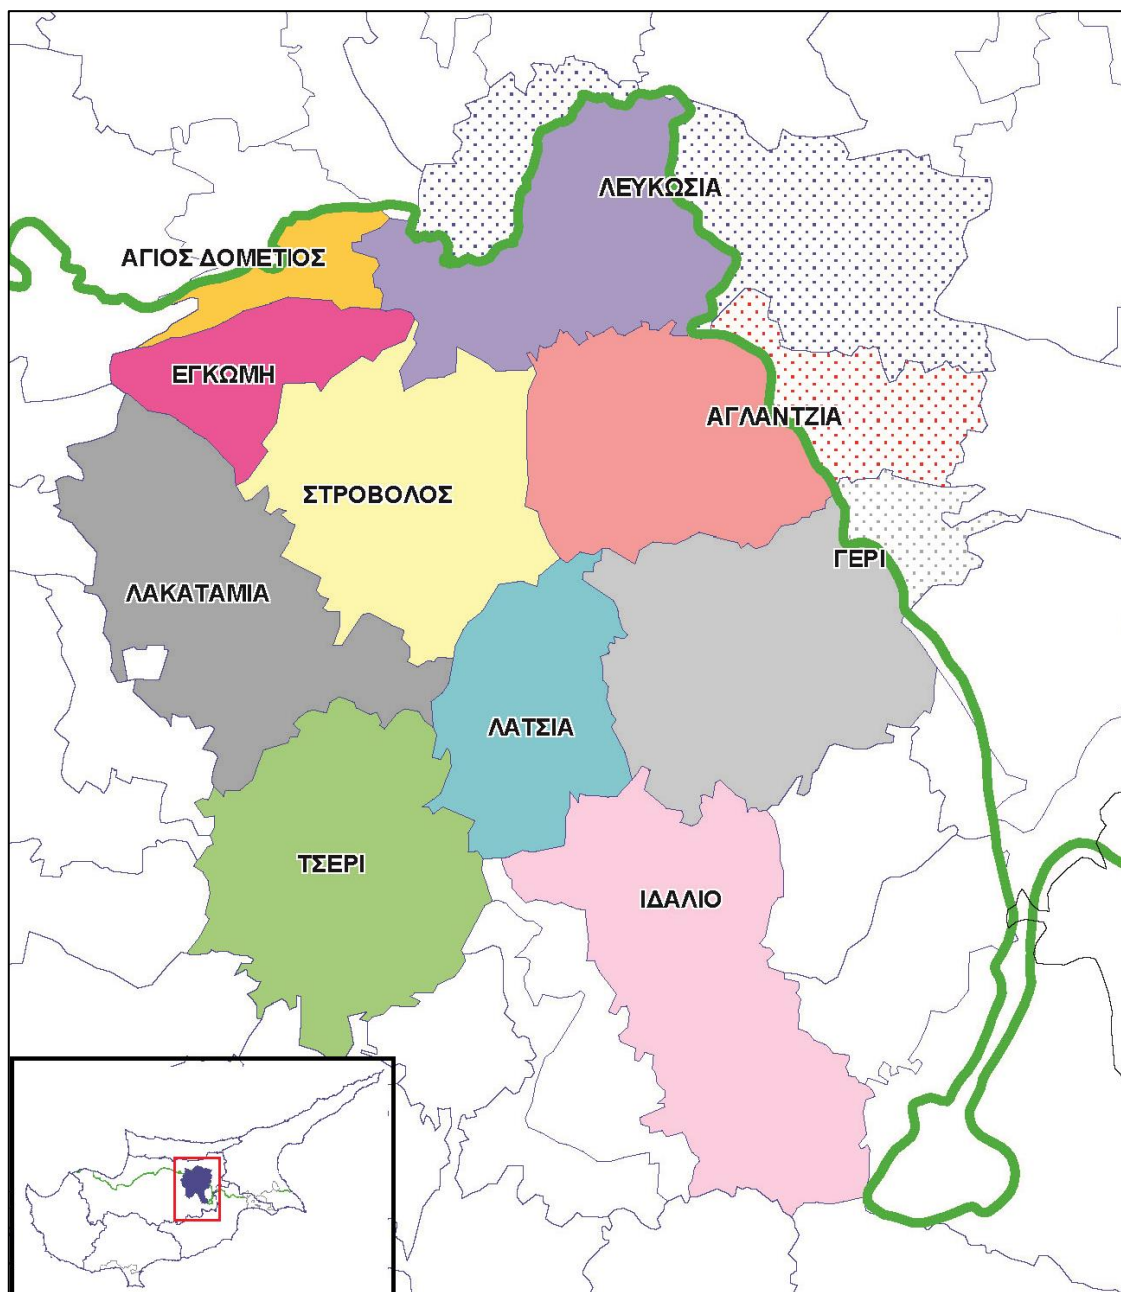 ΛΕΥΚΩΣΙΑ
ΑΓΙΟΣ ΔΟΜΕΤΙΟΣ
ΕΓΚΩΜΗ
ΑΓΛΑΝΤΖΙΑ
ΣΤΡΟΒΟΛΟΣ
ΓΕΡΙ
ΛΑΚΑΤΑΜΙΑ
ΛΑΤΣΙΑ
ΤΣΕΡΙ
ΙΔΑΛΙΟ